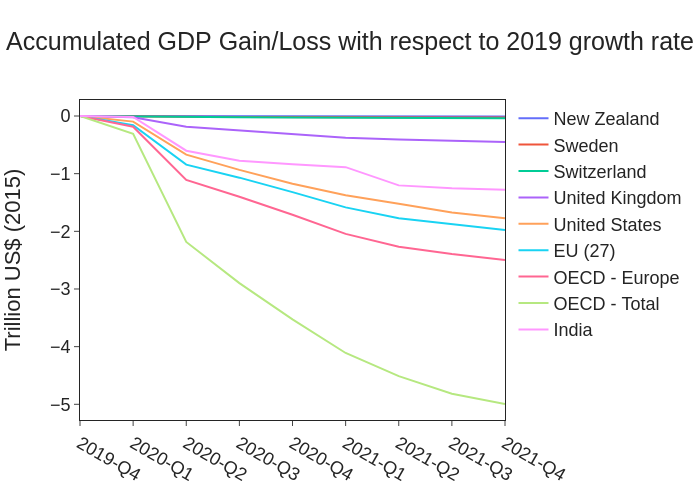 Accumulated GDP Gain/Loss with respect to 2019 growth rate
Trillion US$ (2015)
0
−1
−2
−3
−4
−5
2019-Q4
2020-Q1
2020-Q2
2020-Q3
2020-Q4
2021-Q1
2021-Q2
2021-Q3
2021-Q4
New Zealand
Sweden
Switzerland
United Kingdom
United States
EU (27)
OECD - Europe
OECD - Total
India